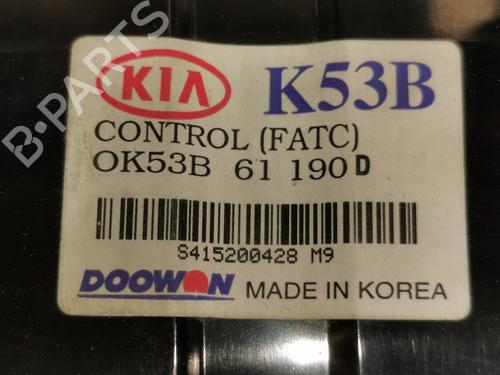 KIA K53B
CONTROL (FATC)
OK53B 61 190 D
S415200428 M9
DOOWON MADE IN KOREA
B-PARTS